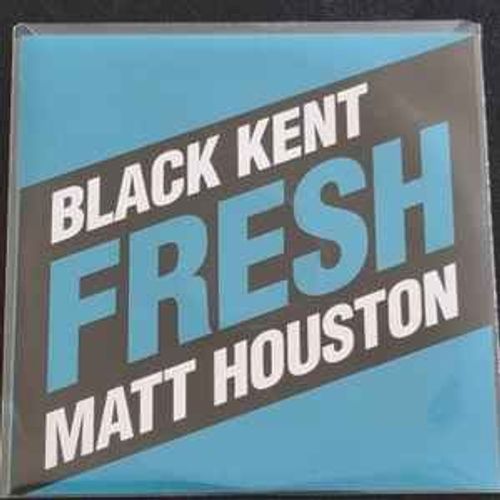 BLACK KENT
FRESH
MATT HOUSTON